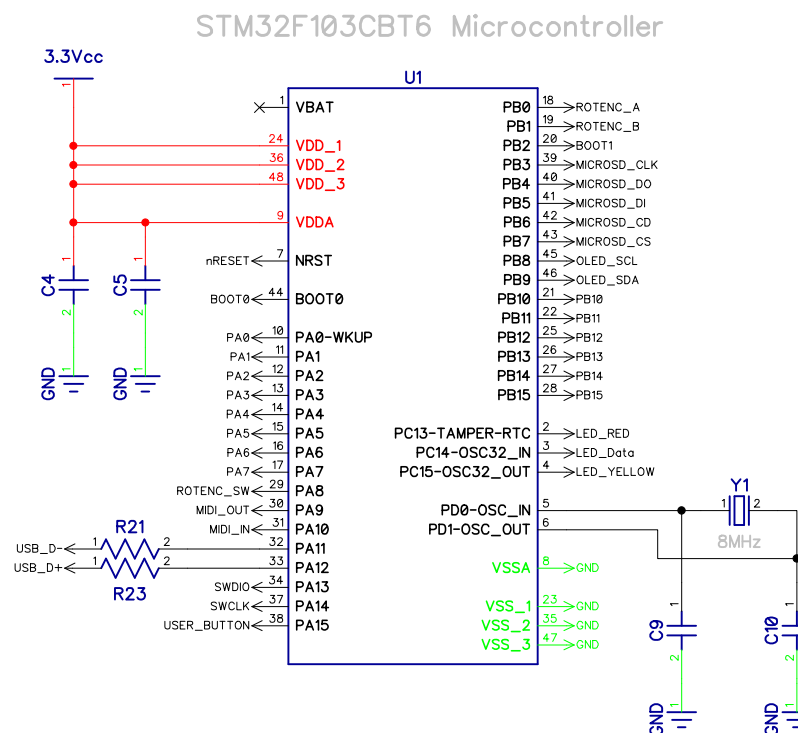 STM32F103CBT6 Microcontroller
3.3Vcc
1
U1
1 VBAT
24 VDD_1
36 VDD_2
48 VDD_3
9 VDDA
nRESET 7 NRST
BOOT0 44 BOOT0
PA0 10 PA0-WKUP
PA1 11 PA1
PA2 12 PA2
PA3 13 PA3
PA4 14 PA4
PA5 15 PA5
PA6 16 PA6
PA7 17 PA7
ROTENC_SW 29 PA8
MIDI_OUT 30 PA9
MIDI_IN 31 PA10
R21
USB_D- 1 2 32 PA11
USB_D+ 1 2 33 PA12
R23
SWDIO 34 PA13
SWCLK 37 PA14
USER_BUTTON 38 PA15
1
C4
2
1
GND
1
C5
2
1
GND
PB0 18 ROTENC_A
PB1 19 ROTENC_B
PB2 20 BOOT1
PB3 39 MICROSD_CLK
PB4 40 MICROSD_DO
PB5 41 MICROSD_DI
PB6 42 MICROSD_CD
PB7 43 MICROSD_CS
PB8 45 OLED_SCL
PB9 46 OLED_SDA
PB10 21 PB10
PB11 22 PB11
PB12 25 PB12
PB13 26 PB13
PB14 27 PB14
PB15 28 PB15
PC13-TAMPER-RTC 2 LED_RED
PC14-OSC32_IN 3 LED_Data
PC15-OSC32_OUT 4 LED_YELLOW
PD0-OSC_IN 5
PD1-OSC_OUT 6
VSSA 8 GND
VSS_1 23 GND
VSS_2 35 GND
VSS_3 47 GND
Y1
1 2
8MHz
1
C9
2
1
GND
1
C10
2
1
GND